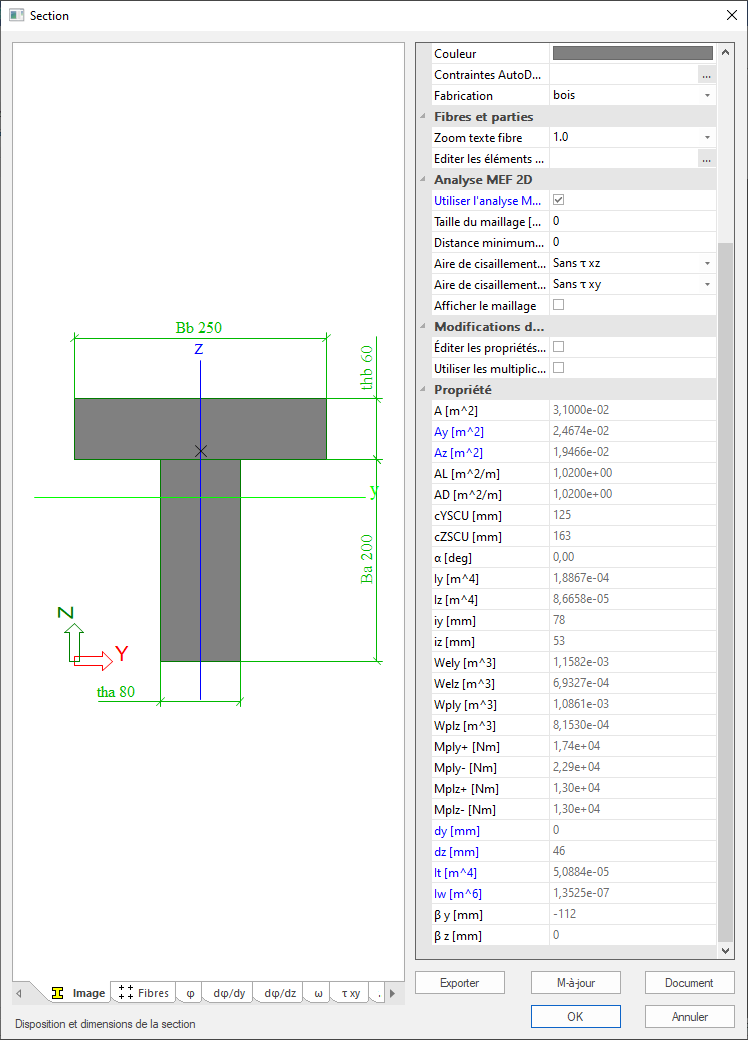 Section
Bb 250
z
thb 60
y
Ba 200
Z
Y
tha 80
Image
Fibres
φ
dφ/dy
dφ/dz
ω
τ xy
.
Disposition et dimensions de la section
Couleur
Contraintes AutoD... ...
Fabrication bois
Fibres et parties
Zoom texte fibre 1.0
Editer les éléments ... ...
Analyse MEF 2D
Utiliser l'analyse M...
Taille du maillage [... 0
Distance minimum... 0
Aire de cisaillement... Sans τ xz
Aire de cisaillement... Sans τ xy
Afficher le maillage
Modifications d...
Éditer les propriétés...
Utiliser les multiplic...
Propriété
A [m^2] 3,1000e-02
Ay [m^2] 2,4674e-02
Az [m^2] 1,9466e-02
AL [m^2/m] 1,0200e+00
AD [m^2/m] 1,0200e+00
cYSCU [mm] 125
cZSCU [mm] 163
α [deg] 0,00
Iy [m^4] 1,8867e-04
Iz [m^4] 8,6658e-05
iy [mm] 78
iz [mm] 53
Wely [m^3] 1,1582e-03
Welz [m^3] 6,9327e-04
Wply [m^3] 1,0861e-03
Wplz [m^3] 8,1530e-04
Mply+ [Nm] 1,74e+04
Mply- [Nm] 2,29e+04
Mplz+ [Nm] 1,30e+04
Mplz- [Nm] 1,30e+04
dy [mm] 0
dz [mm] 46
It [m^4] 5,0884e-05
Iw [m^6] 1,3525e-07
β y [mm] -112
β z [mm] 0
Exporter
M-à-jour
Document
OK
Annuler